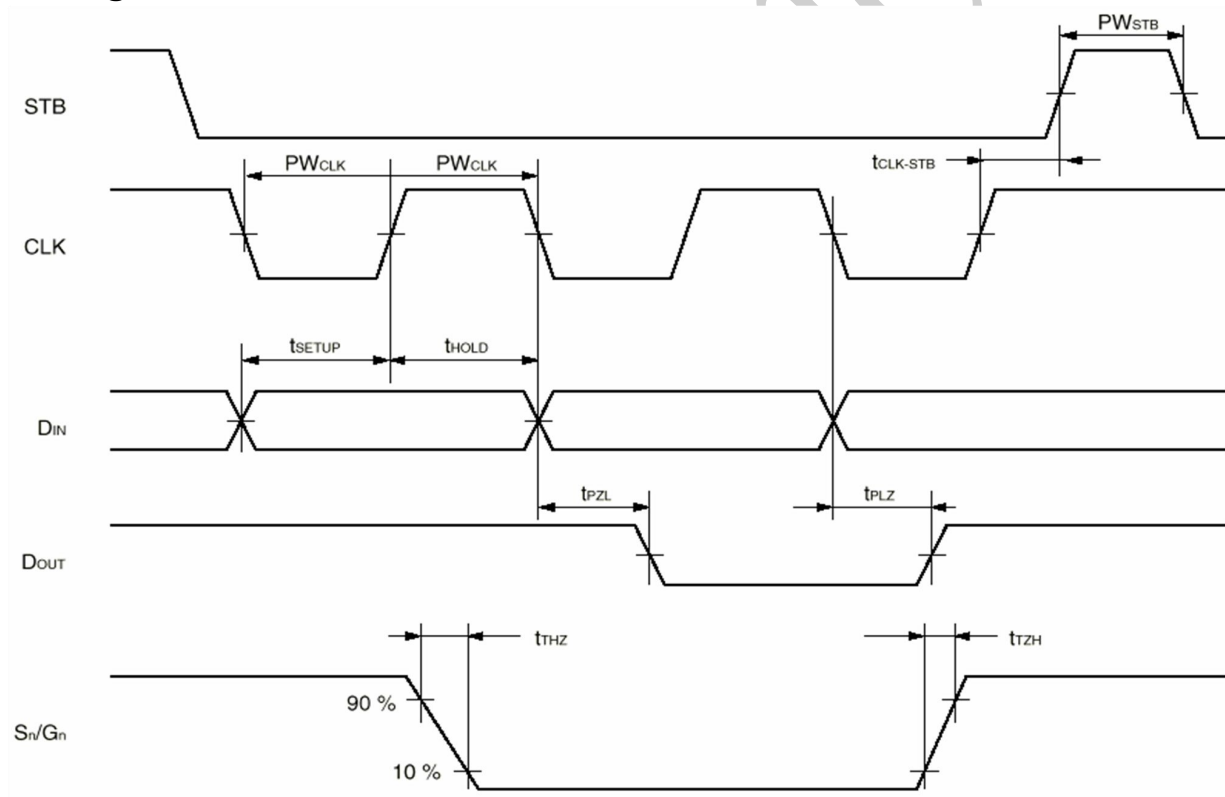 PWSTB
STB
PWCLK PWCLK
tCLK-STB
CLK
tSETUP tHOLD
DIN
tPZL tPLZ
DOUT
tTHZ tTZH
90 %
Sn/Gn
10 %